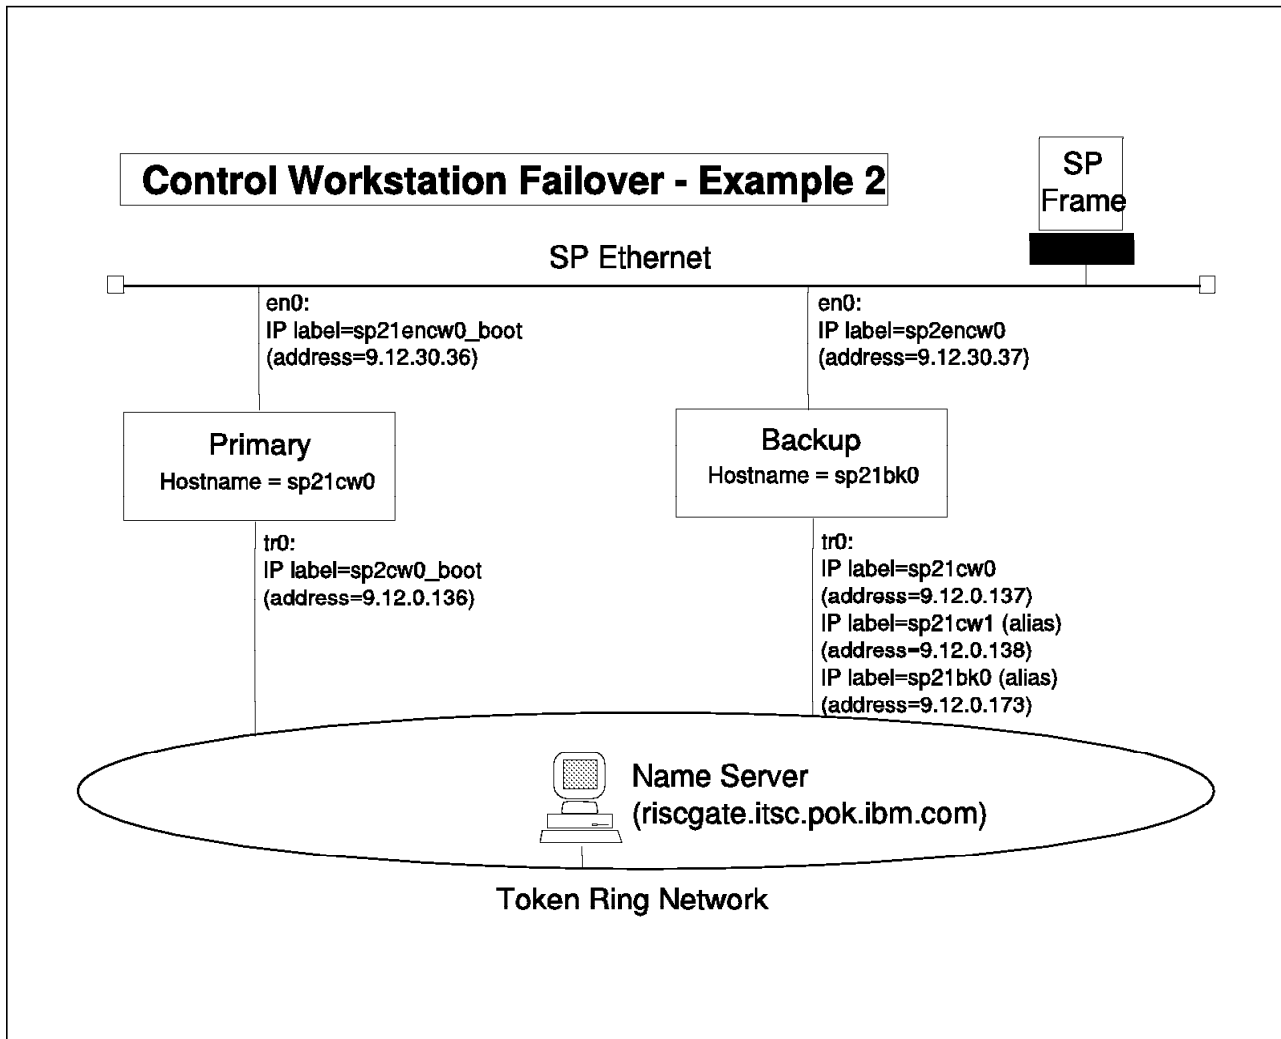 Control Workstation Failover - Example 2
SP
Frame
SP Ethernet
en0:
IP label=sp21encw0_boot
(address=9.12.30.36)
en0:
IP label=sp2encw0
(address=9.12.30.37)
Primary
Hostname = sp21cw0
Backup
Hostname = sp21bk0
tr0:
IP label=sp2cw0_boot
(address=9.12.0.136)
tr0:
IP label=sp21cw0
(address=9.12.0.137)
IP label=sp21cw1 (alias)
(address=9.12.0.138)
IP label=sp21bk0 (alias)
(address=9.12.0.173)
Name Server
(riscgate.itsc.pok.ibm.com)
Token Ring Network